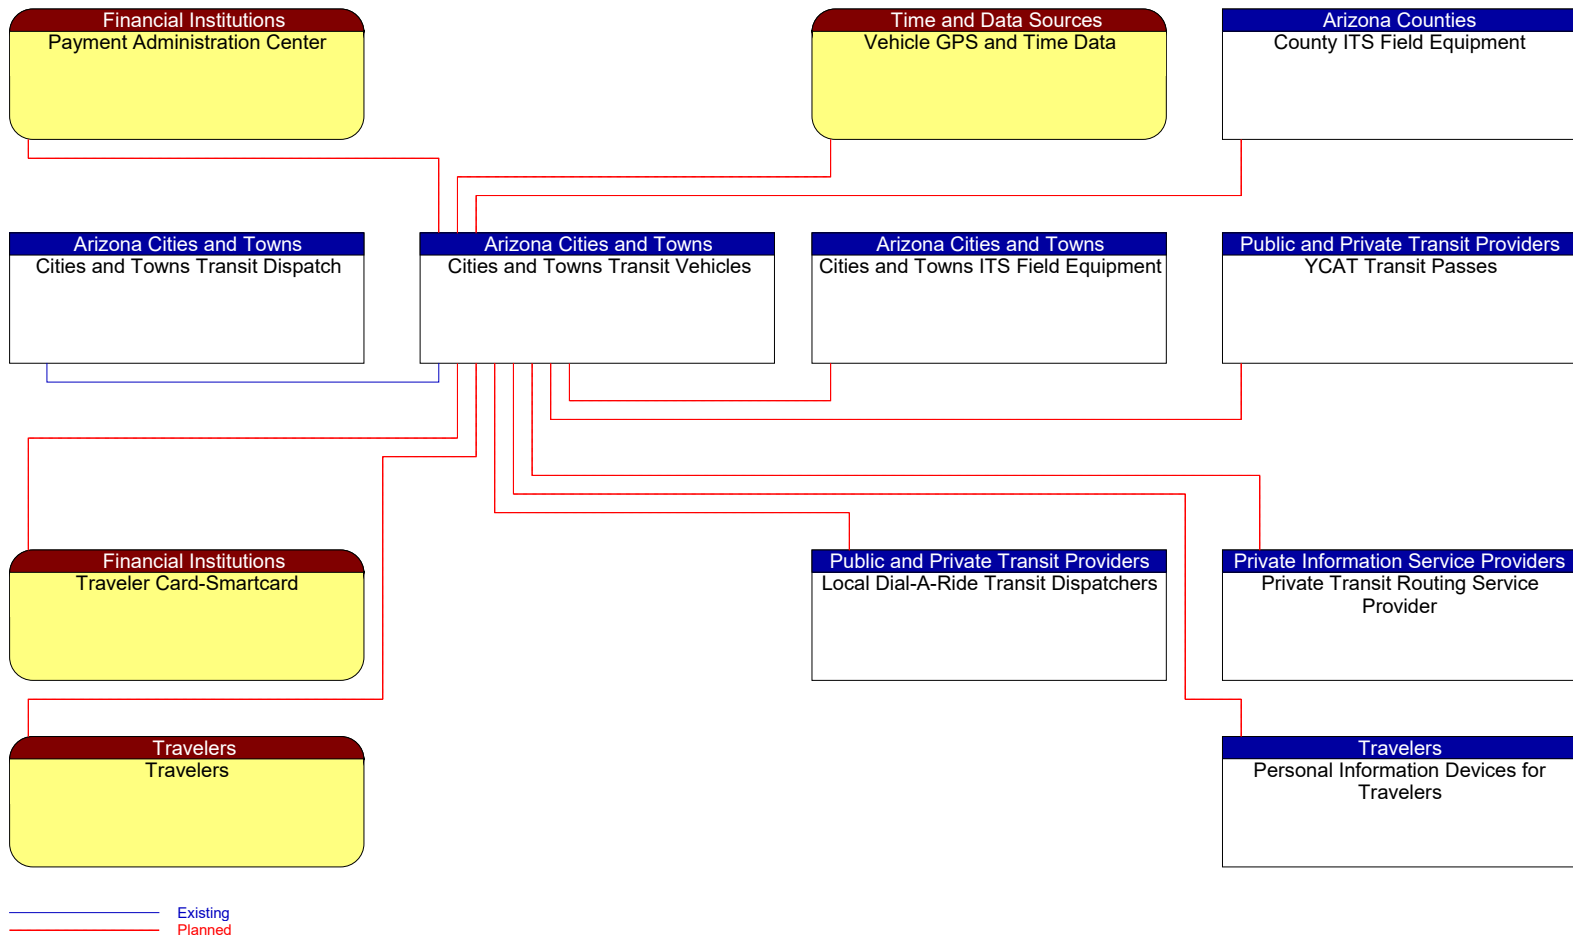 Financial Institutions
Payment Administration Center
Time and Data Sources
Vehicle GPS and Time Data
Arizona Counties
County ITS Field Equipment
Arizona Cities and Towns
Cities and Towns Transit Dispatch
Arizona Cities and Towns
Cities and Towns Transit Vehicles
Arizona Cities and Towns
Cities and Towns ITS Field Equipment
Public and Private Transit Providers
YCAT Transit Passes
Financial Institutions
Traveler Card-Smartcard
Public and Private Transit Providers
Local Dial-A-Ride Transit Dispatchers
Private Information Service Providers
Private Transit Routing Service
Provider
Travelers
Travelers
Travelers
Personal Information Devices for
Travelers
Existing
Planned